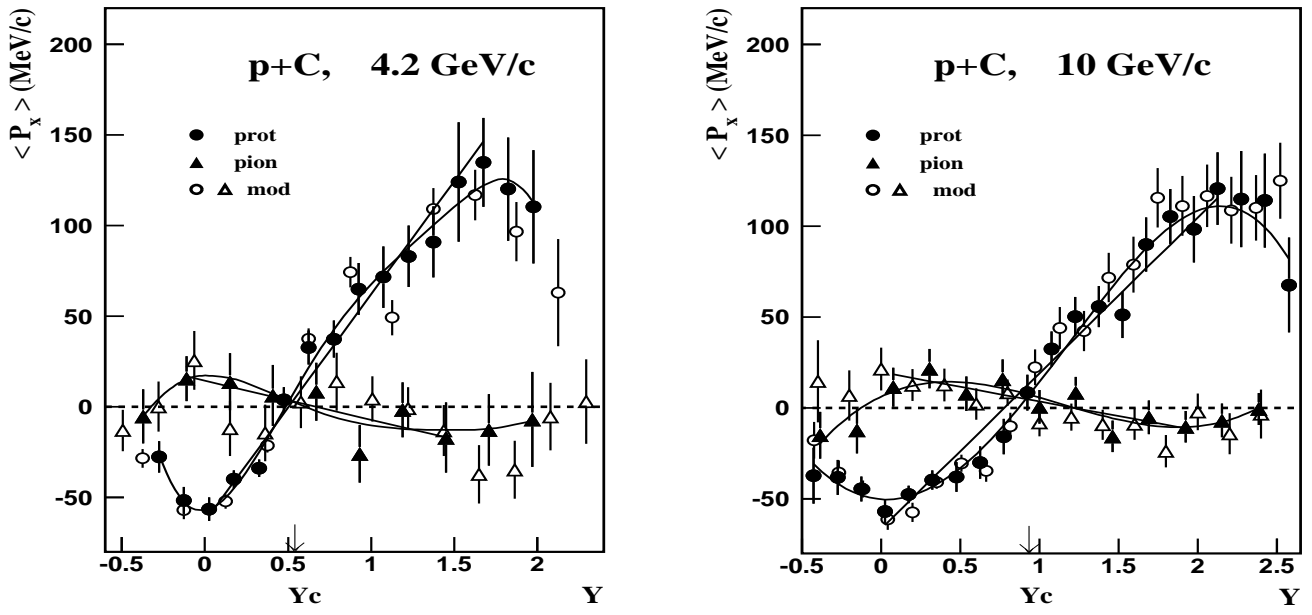 < Px > (MeV/c)
200
150
100
50
0
-50
p+C, 4.2 GeV/c
prot
pion
mod
-0.5 0 0.5 1 1.5 2
Yc Y
< Px > (MeV/c)
200
150
100
50
0
-50
p+C, 10 GeV/c
prot
pion
mod
-0.5 0 0.5 1 1.5 2 2.5
Yc Y